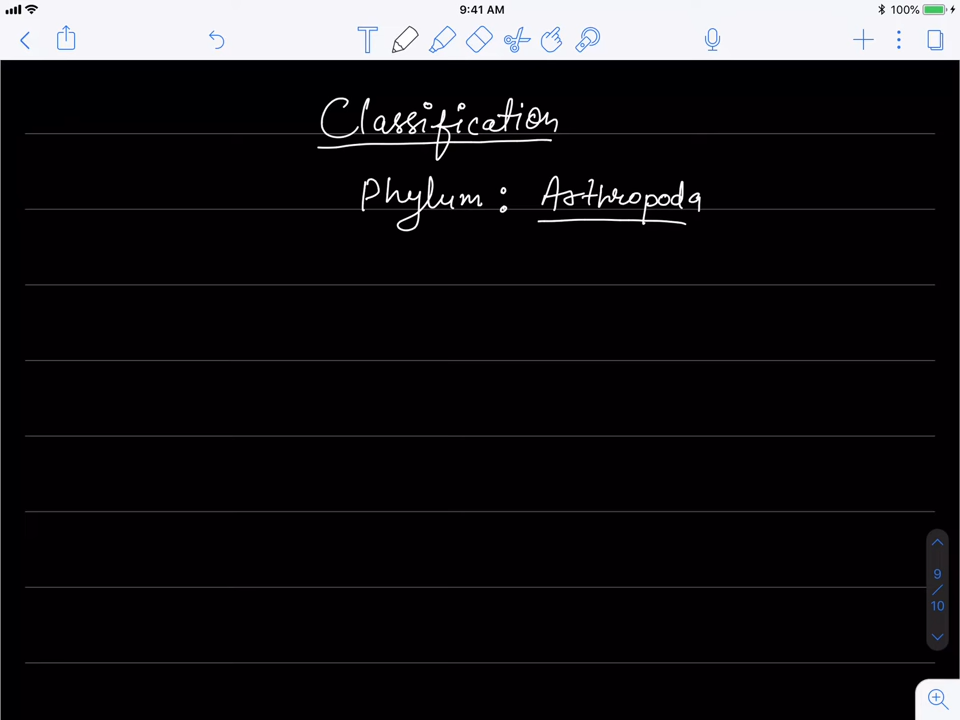 9:41 AM
100%
Classification
Phylum : Arthropoda
9
/
10